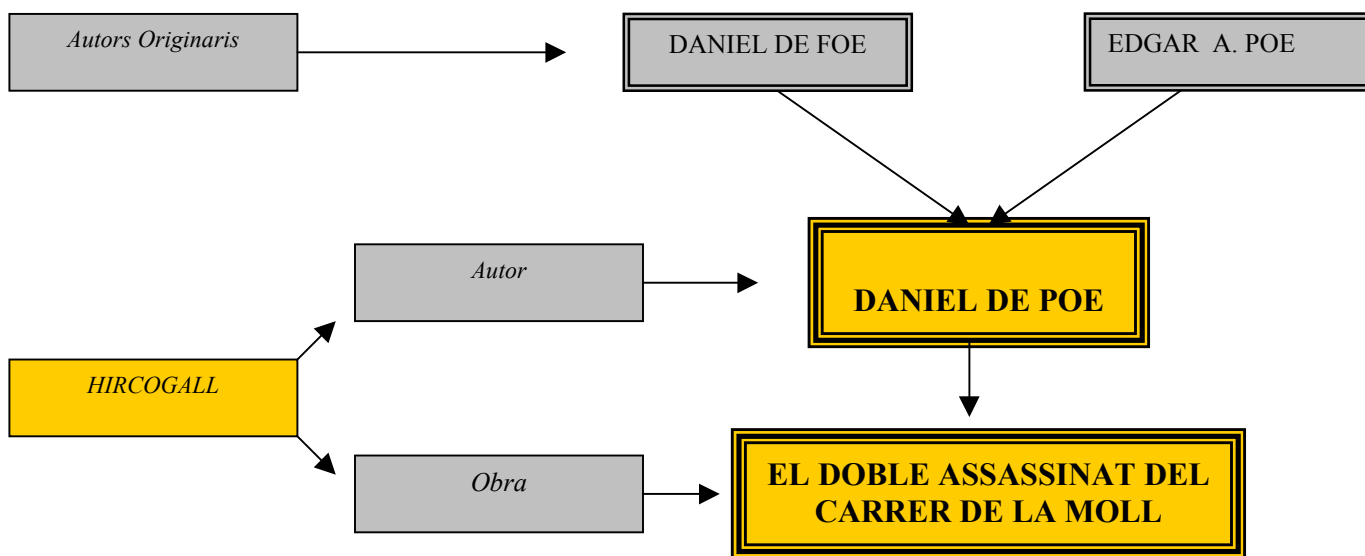 Autors Originaris
DANIEL DE FOE
EDGAR A. POE
Autor
DANIEL DE POE
HIRCOGALL
Obra
EL DOBLE ASSASSINAT DEL
CARRER DE LA MOLL